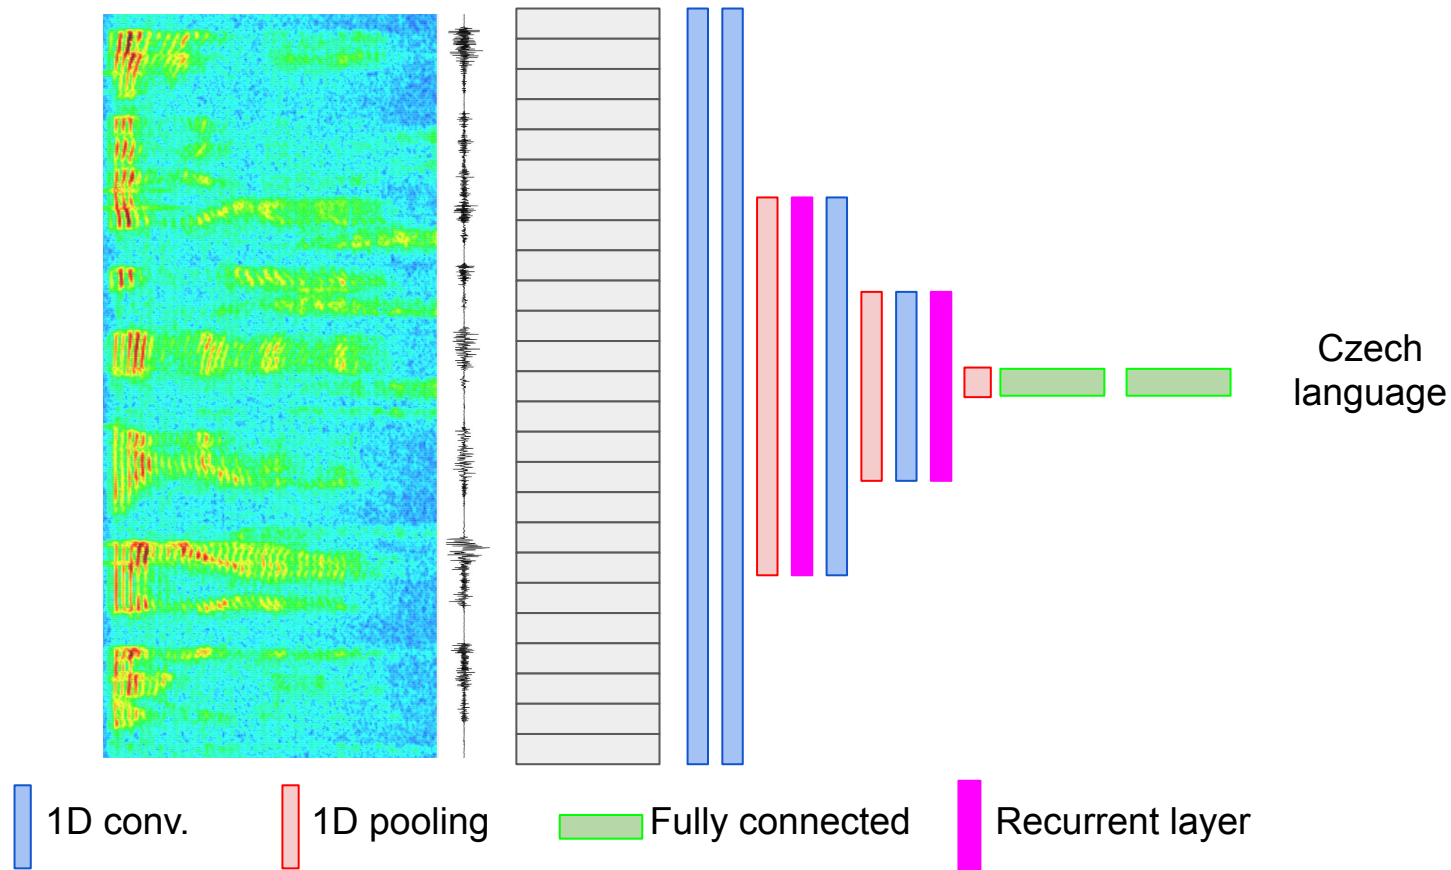 Czech
language
1D conv.
1D pooling
Fully connected
Recurrent layer